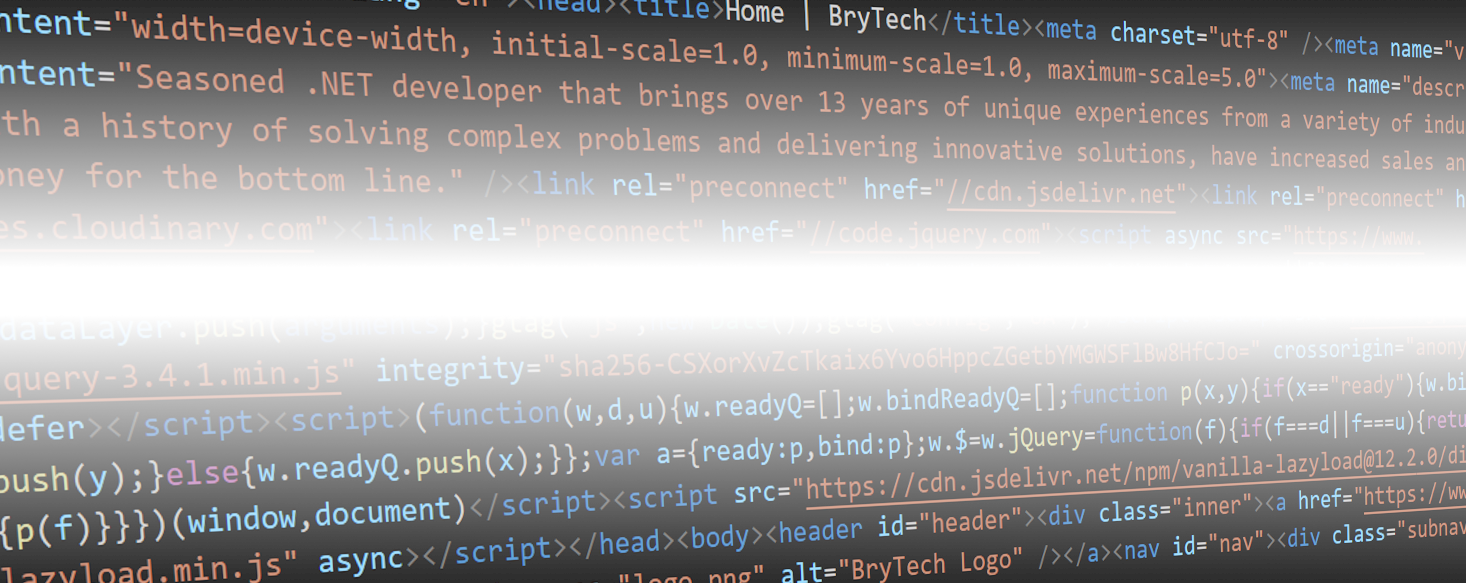 en"><head><title>Home | BryTech</title><meta charset="utf-8" /><meta name="v
ntent="width=device-width, initial-scale=1.0, minimum-scale=1.0, maximum-scale=5.0"><meta name="descr
ntent="Seasoned .NET developer that brings over 13 years of unique experiences from a variety of indu
th a history of solving complex problems and delivering innovative solutions, have increased sales an
oney for the bottom line." /><link rel="preconnect" href="//cdn.jsdelivr.net"><link rel="preconnect" h
es.cloudinary.com"><link rel="preconnect" href="//code.jquery.com"><script async src="https://www.
dataLayer.push(arguments);}gtag(
query-3.4.1.min.js" integrity="sha256-CSXorXvZcTkaix6Yvo6HppcZGetbYMGWSFlBw8HfCJo=" crossorigin="anony
defer></script><script>(function(w,d,u){w.readyQ=[];w.bindReadyQ=[];function p(x,y){if(x=="ready"){w.bi
push(y);}else{w.readyQ.push(x);}};var a={ready:p,bind:p};w.$=w.jQuery=function(f){if(f===d||f===u){retu
{p(f)}}})(window,document)</script><script src="https://cdn.jsdelivr.net/npm/vanilla-lazyload@12.2.0/di
lazyload.min.js" async></script></head><body><header id="header"><div class="inner"><a href="https://ww
"logo.png" alt="BryTech Logo" /></a><nav id="nav"><div class="subnav